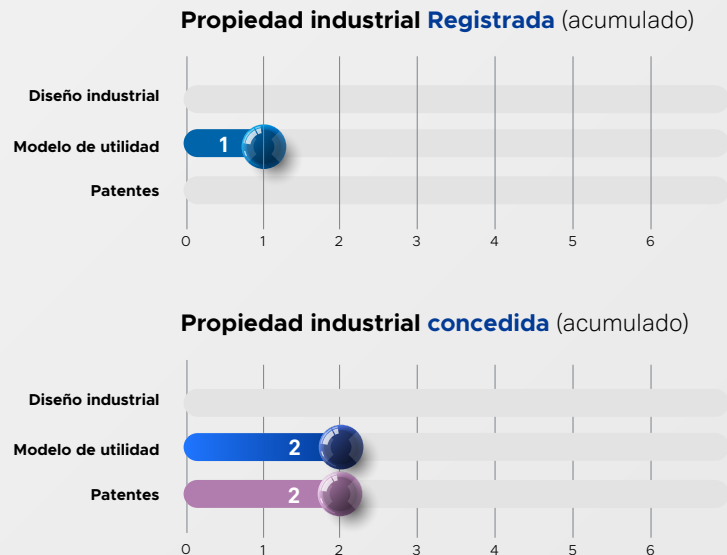 Propiedad industrial Registrada (acumulado)
Diseño industrial
Modelo de utilidad
1
Patentes
0 1 2 3 4 5 6
Propiedad industrial concedida (acumulado)
Diseño industrial
Modelo de utilidad
2
Patentes
2
0 1 2 3 4 5 6